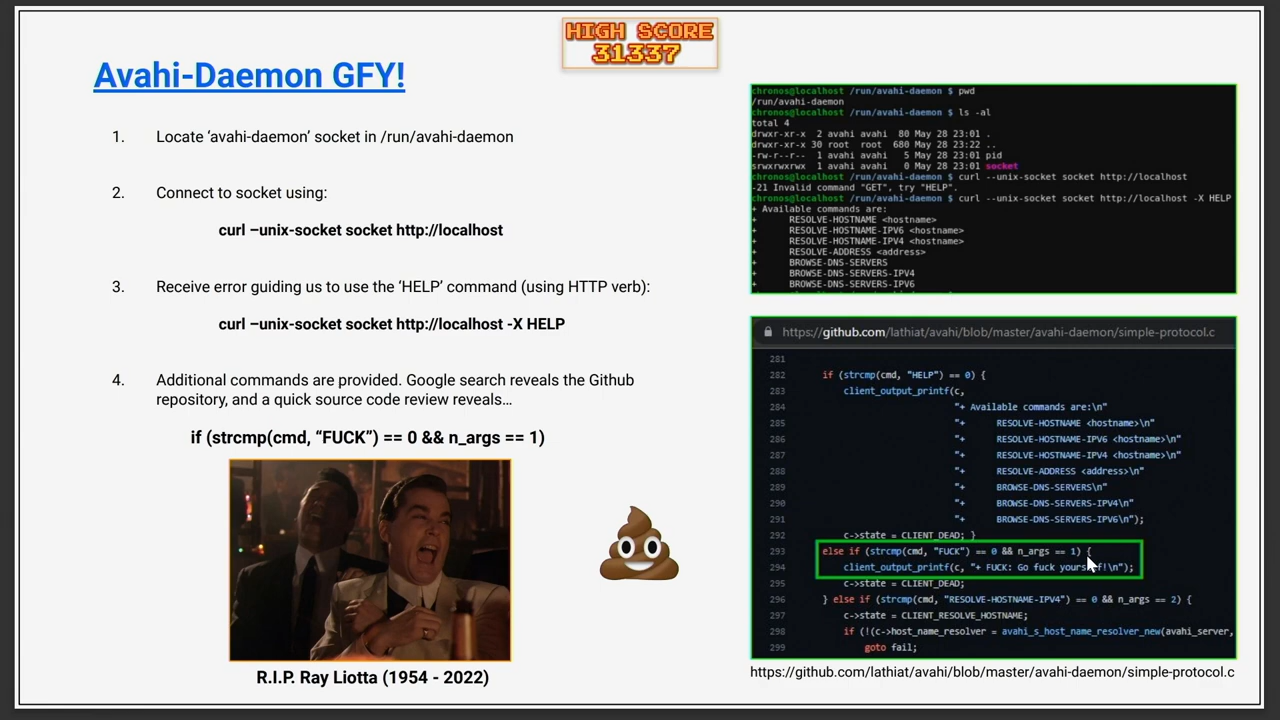 HIGH SCORE
31337
Avahi-Daemon GFY!
1. Locate ‘avahi-daemon’ socket in /run/avahi-daemon
2. Connect to socket using:
curl –unix-socket socket http://localhost
3. Receive error guiding us to use the ‘HELP’ command (using HTTP verb):
curl –unix-socket socket http://localhost -X HELP
4. Additional commands are provided. Google search reveals the Github
repository, and a quick source code review reveals…
if (strcmp(cmd, “FUCK”) == 0 && n_args == 1)
R.I.P. Ray Liotta (1954 - 2022)
chronos@localhost /run/avahi-daemon $ pwd
/run/avahi-daemon
chronos@localhost /run/avahi-daemon $ ls -al
total 4
drwxr-xr-x 2 avahi avahi 80 May 28 23:01 .
drwxr-xr-x 30 root root 680 May 28 23:22 ..
-rw-r--r-- 1 avahi avahi 5 May 28 23:01 pid
srwxrwxrwx 1 avahi avahi 0 May 28 23:01 socket
chronos@localhost /run/avahi-daemon $ curl --unix-socket socket http://localhost
-21 Invalid command "GET", try "HELP".
chronos@localhost /run/avahi-daemon $ curl --unix-socket socket http://localhost -X HELP
+ Available commands are:
+ RESOLVE-HOSTNAME <hostname>
+ RESOLVE-HOSTNAME-IPV6 <hostname>
+ RESOLVE-HOSTNAME-IPV4 <hostname>
+ RESOLVE-ADDRESS <address>
+ BROWSE-DNS-SERVERS
+ BROWSE-DNS-SERVERS-IPV4
+ BROWSE-DNS-SERVERS-IPV6
https://github.com/lathiat/avahi/blob/master/avahi-daemon/simple-protocol.c
281
282 if (strcmp(cmd, "HELP") == 0) {
283 client_output_printf(c,
284 "+ Available commands are:\n"
285 "+ RESOLVE-HOSTNAME <hostname>\n"
286 "+ RESOLVE-HOSTNAME-IPV6 <hostname>\n"
287 "+ RESOLVE-HOSTNAME-IPV4 <hostname>\n"
288 "+ RESOLVE-ADDRESS <address>\n"
289 "+ BROWSE-DNS-SERVERS\n"
290 "+ BROWSE-DNS-SERVERS-IPV4\n"
291 "+ BROWSE-DNS-SERVERS-IPV6\n");
292 c->state = CLIENT_DEAD; }
293 else if (strcmp(cmd, "FUCK") == 0 && n_args == 1) {
294 client_output_printf(c, "+ FUCK: Go fuck yourself!\n");
295 c->state = CLIENT_DEAD;
296 } else if (strcmp(cmd, "RESOLVE-HOSTNAME-IPV4") == 0 && n_args == 2) {
297 c->state = CLIENT_RESOLVE_HOSTNAME;
298 if (!(c->host_name_resolver = avahi_s_host_name_resolver_new(avahi_server,
299 goto fail;
https://github.com/lathiat/avahi/blob/master/avahi-daemon/simple-protocol.c